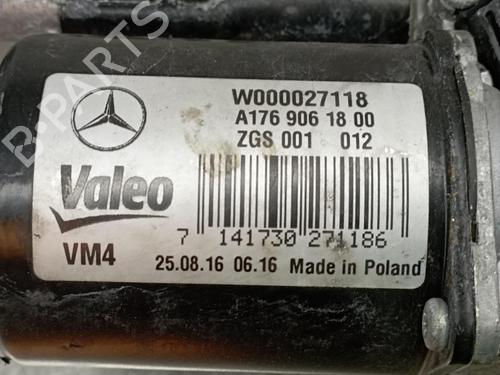 W000027118
A176 906 18 00
ZGS 001 012
Valeo
7 141730 271186
VM4
25.08.16 06.16 Made in Poland
B-PARTS